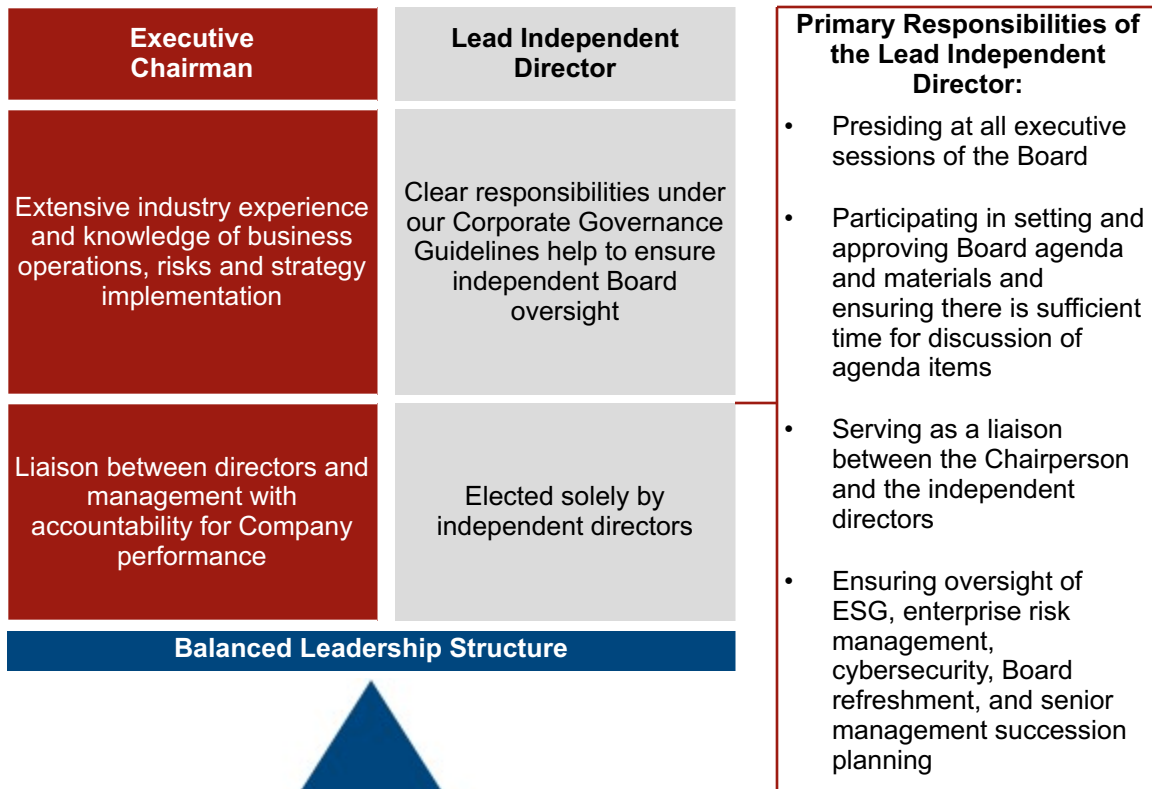 Executive
Chairman
Lead Independent
Director
Extensive industry experience
and knowledge of business
operations, risks and strategy
implementation
Clear responsibilities under
our Corporate Governance
Guidelines help to ensure
independent Board
oversight
Liaison between directors and
management with
accountability for Company
performance
Elected solely by
independent directors
Balanced Leadership Structure
Primary Responsibilities of
the Lead Independent
Director:
• Presiding at all executive
sessions of the Board
• Participating in setting and
approving Board agenda
and materials and
ensuring there is sufficient
time for discussion of
agenda items
• Serving as a liaison
between the Chairperson
and the independent
directors
• Ensuring oversight of
ESG, enterprise risk
management,
cybersecurity, Board
refreshment, and senior
management succession
planning